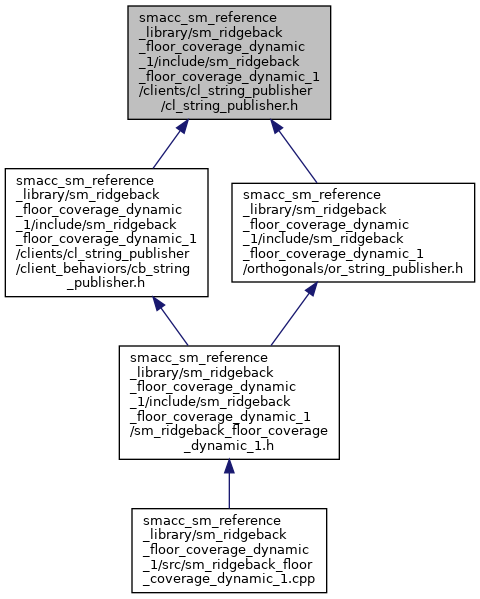 smacc_sm_reference
_library/sm_ridgeback
_floor_coverage_dynamic
_1/include/sm_ridgeback
_floor_coverage_dynamic_1
/clients/cl_string_publisher
/cl_string_publisher.h
smacc_sm_reference
_library/sm_ridgeback
_floor_coverage_dynamic
_1/include/sm_ridgeback
_floor_coverage_dynamic_1
/clients/cl_string_publisher
/client_behaviors/cb_string
_publisher.h
smacc_sm_reference
_library/sm_ridgeback
_floor_coverage_dynamic
_1/include/sm_ridgeback
_floor_coverage_dynamic_1
/orthogonals/or_string_publisher.h
smacc_sm_reference
_library/sm_ridgeback
_floor_coverage_dynamic
_1/include/sm_ridgeback
_floor_coverage_dynamic_1
/sm_ridgeback_floor_coverage
_dynamic_1.h
smacc_sm_reference
_library/sm_ridgeback
_floor_coverage_dynamic
_1/src/sm_ridgeback_floor
_coverage_dynamic_1.cpp